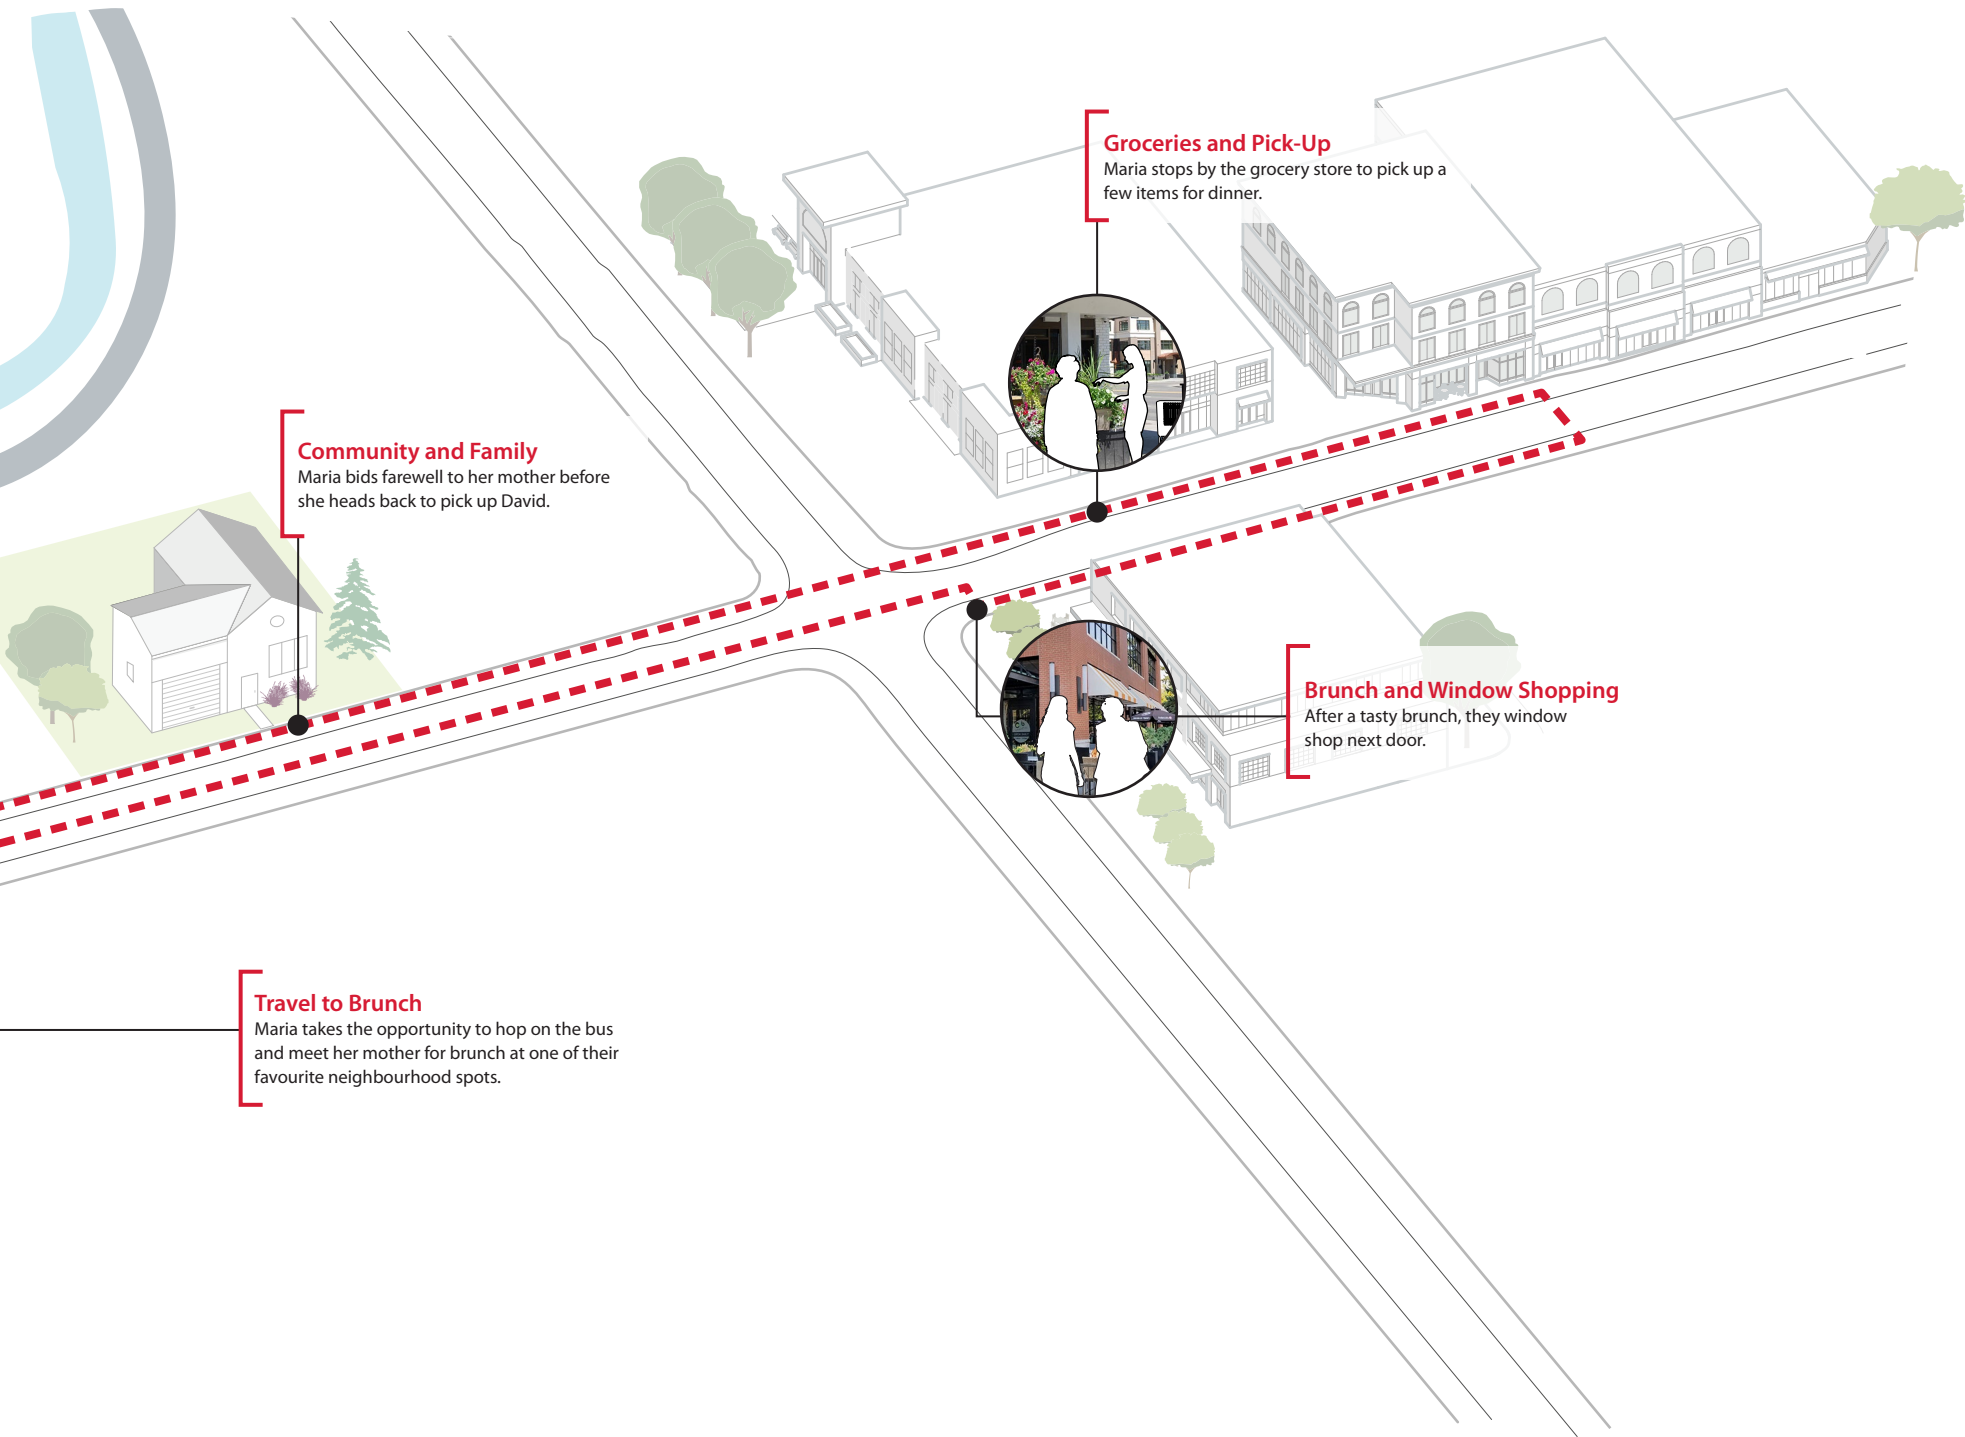 Groceries and Pick-Up
Maria stops by the grocery store to pick up a
few items for dinner.
Community and Family
Maria bids farewell to her mother before
she heads back to pick up David.
Brunch and Window Shopping
After a tasty brunch, they window
shop next door.
Travel to Brunch
Maria takes the opportunity to hop on the bus
and meet her mother for brunch at one of their
favourite neighbourhood spots.